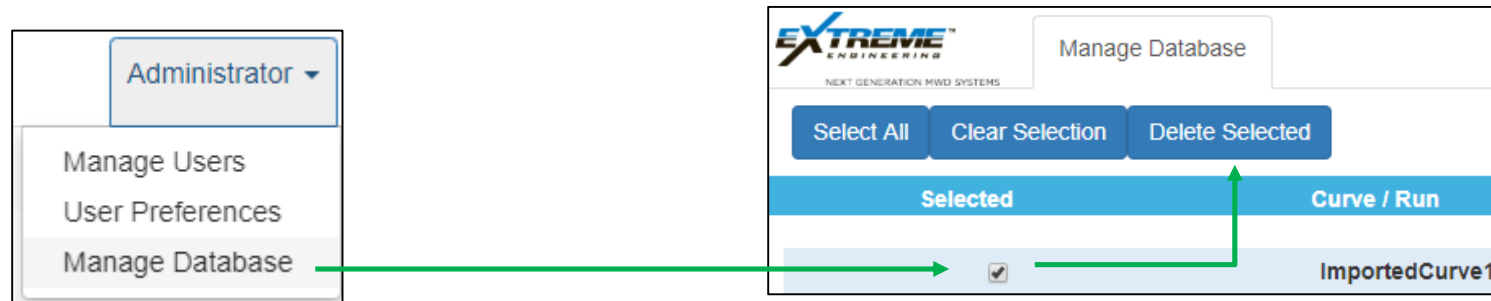 Administrator
Manage Users
User Preferences
Manage Database
EXTREME™
ENGINEERING
NEXT GENERATION MWD SYSTEMS
Manage Database
Select All Clear Selection Delete Selected
Selected Curve / Run
ImportedCurve1